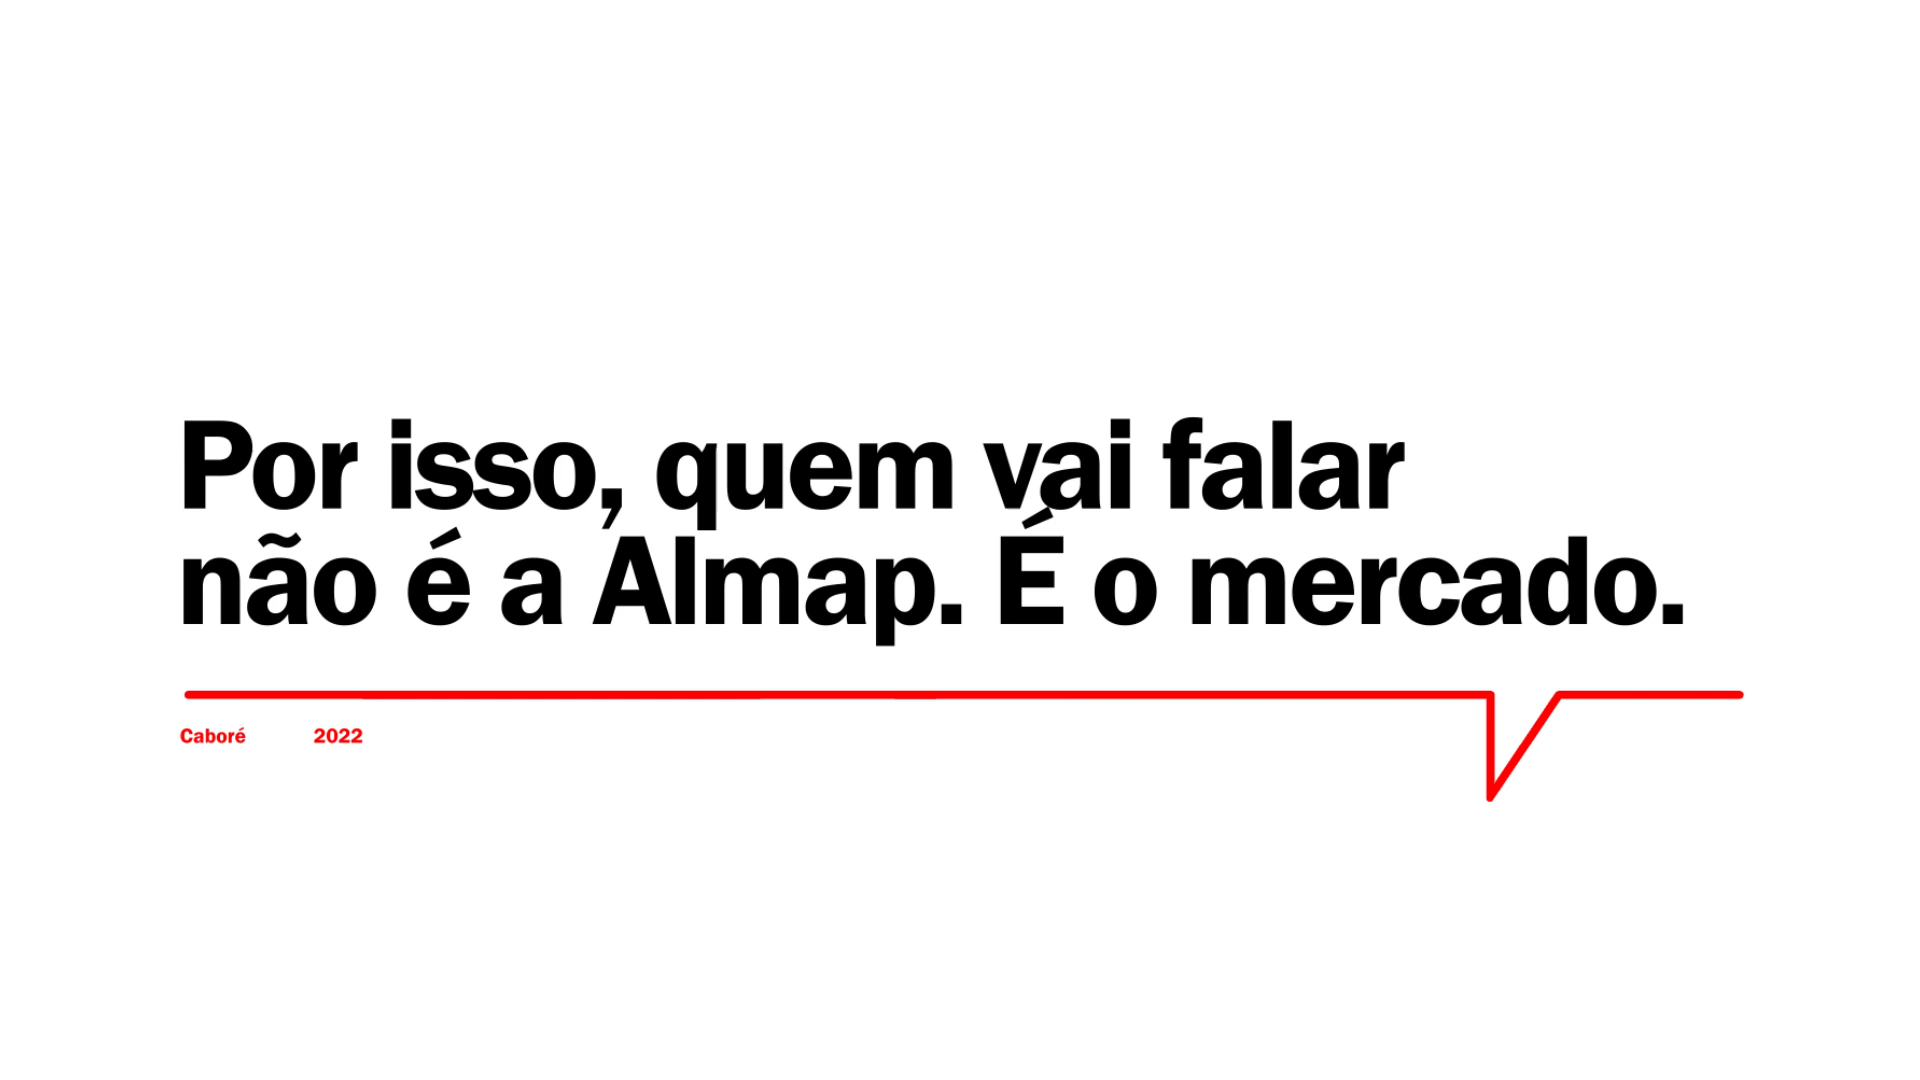 Por isso, quem vai falar
não é a Almap. É o mercado.
Caboré 2022